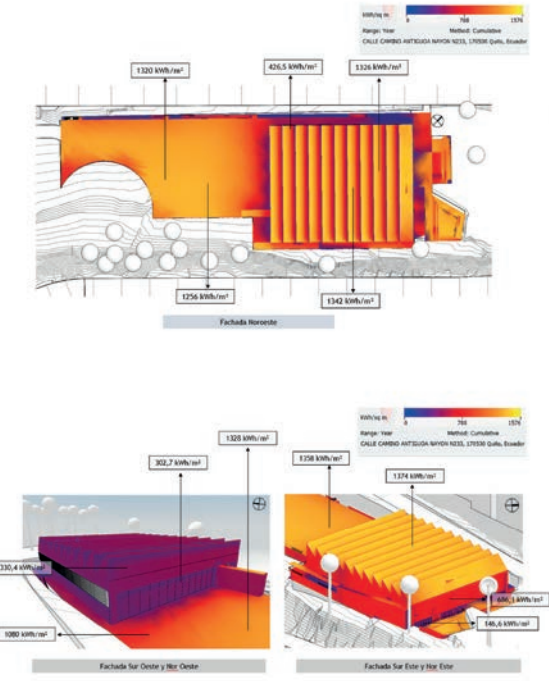 kWh/sq m.
0 788 1576
Range: Year Method: Cumulative
CALLE CAMINO ANTIGUOA NAYON N233, 170530 Quito, Ecuador
1320 kWh/m²
426,5 kWh/m²
1326 kWh/m²
1256 kWh/m²
1342 kWh/m²
Fachada Noroeste
kWh/sq m.
0 788 1576
Range: Year Method: Cumulative
CALLE CAMINO ANTIGUOA NAYON N233, 170530 Quito, Ecuador
1328 kWh/m²
302,7 kWh/m²
330,4 kWh/m²
1080 kWh/m²
Fachada Sur Oeste y Nor Oeste
1358 kWh/m²
1374 kWh/m²
kWh/m²
146,6 kWh/m²
Fachada Sur Este y Nor Este